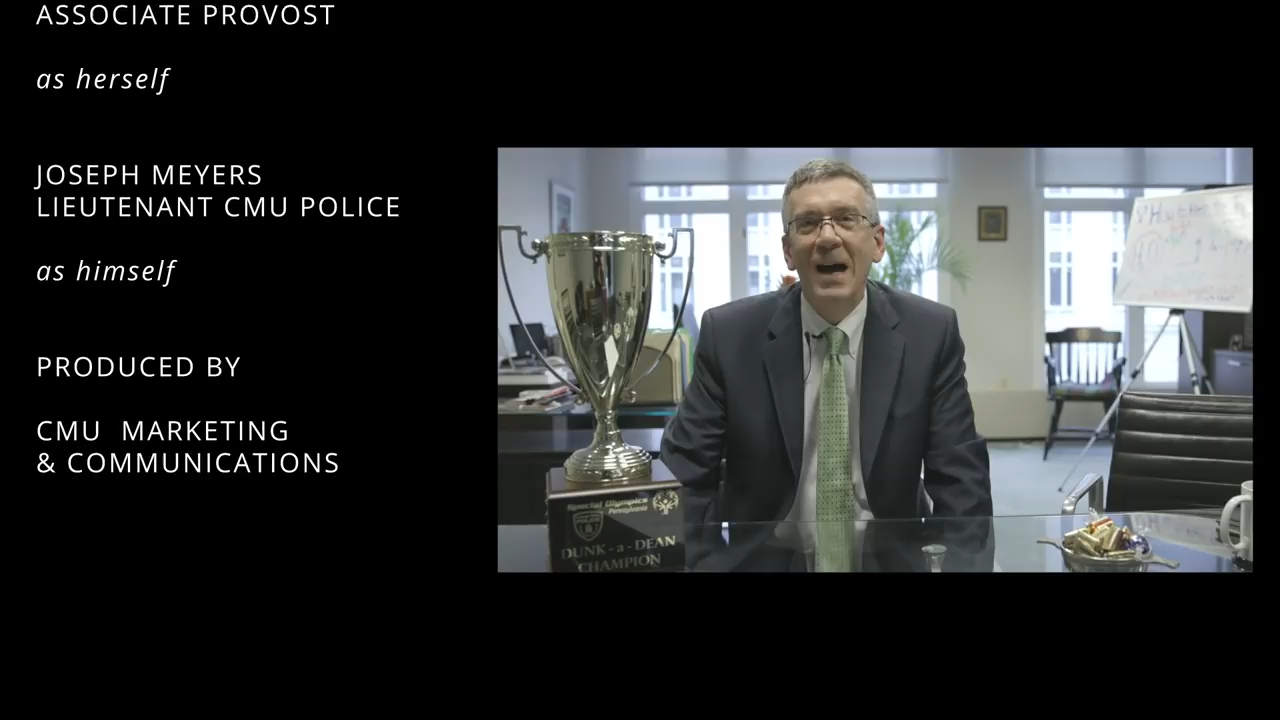 ASSOCIATE PROVOST
as herself
JOSEPH MEYERS
LIEUTENANT CMU POLICE
as himself
PRODUCED BY
CMU MARKETING
& COMMUNICATIONS
Special Olympics
Pennsylvania
DUNK-a-DEAN
CHAMPION